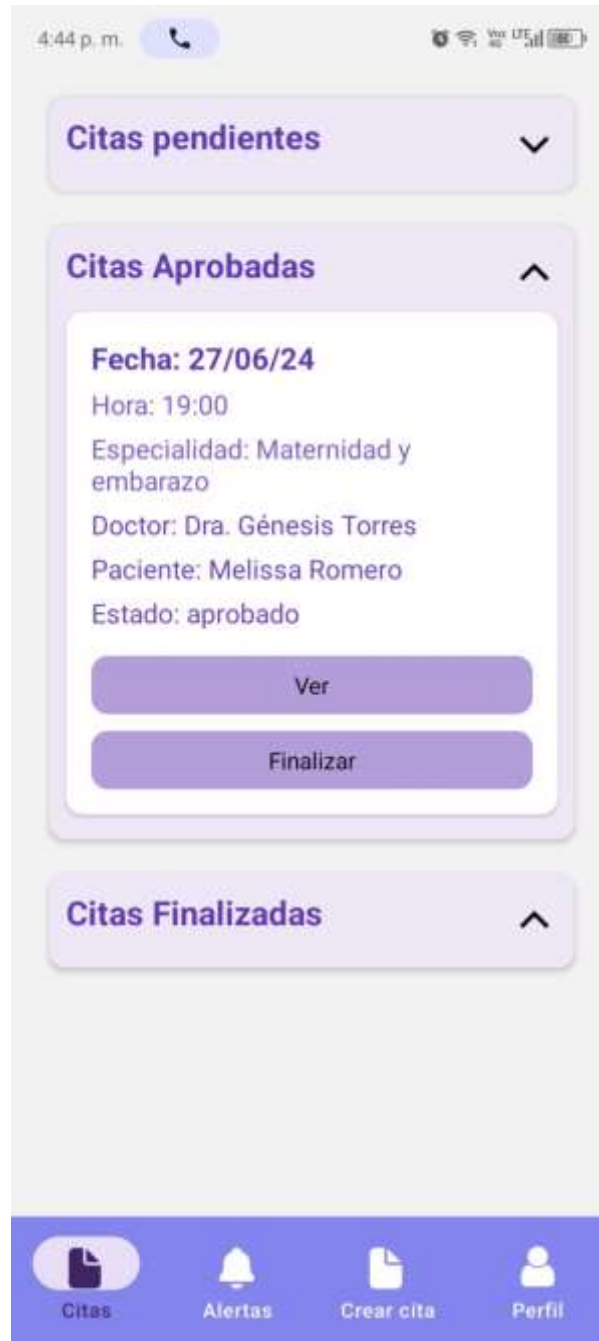 4:44 p. m.
Citas pendientes
Citas Aprobadas
Fecha: 27/06/24
Hora: 19:00
Especialidad: Maternidad y
embarazo
Doctor: Dra. Génesis Torres
Paciente: Melissa Romero
Estado: aprobado
Ver
Finalizar
Citas Finalizadas
Citas
Alertas
Crear cita
Perfil